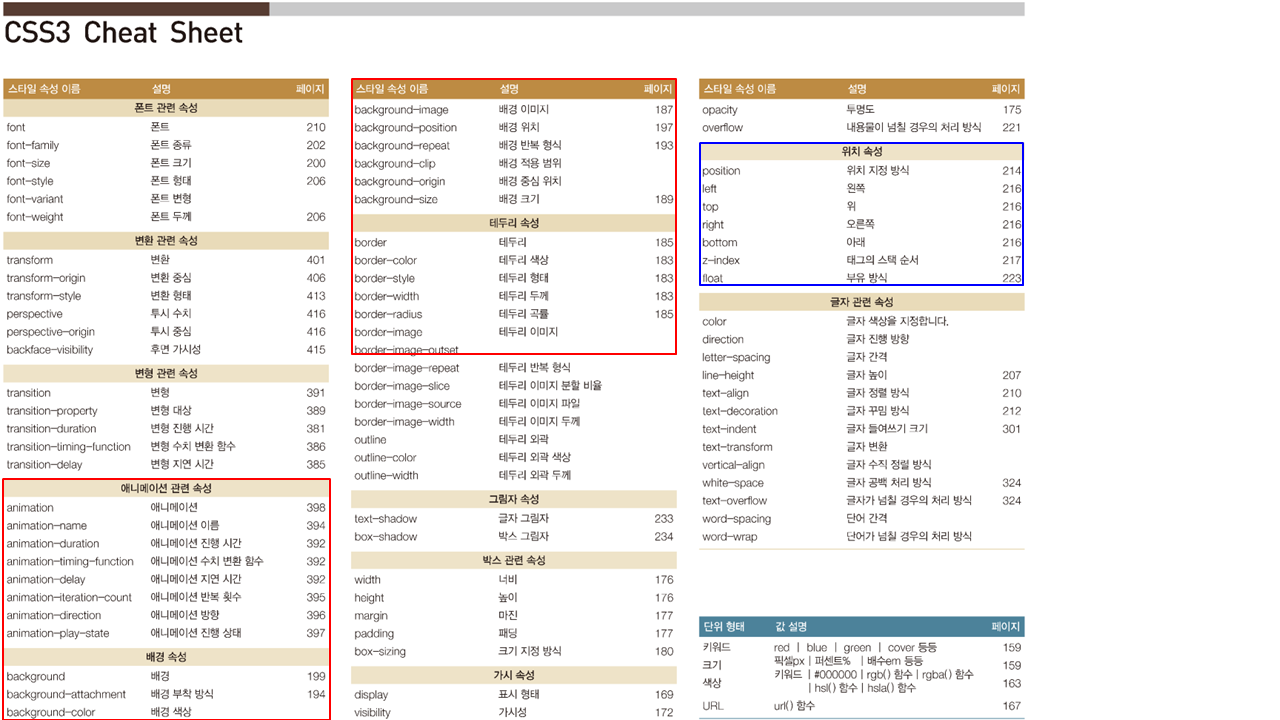 CSS3 Cheat Sheet
스타일 속성 이름 설명 페이지
폰트 관련 속성
font 폰트 210
font-family 폰트 종류 202
font-size 폰트 크기 200
font-style 폰트 형태 206
font-variant 폰트 변형
font-weight 폰트 두께 206
변환 관련 속성
transform 변환 401
transform-origin 변환 중심 406
transform-style 변환 형태 413
perspective 투시 수치 416
perspective-origin 투시 중심 416
backface-visibility 후면 가시성 415
변형 관련 속성
transition 변형 391
transition-property 변형 대상 389
transition-duration 변형 진행 시간 381
transition-timing-function 변형 수치 변환 함수 386
transition-delay 변형 지연 시간 385
애니메이션 관련 속성
animation 애니메이션 398
animation-name 애니메이션 이름 394
animation-duration 애니메이션 진행 시간 392
animation-timing-function 애니메이션 수치 변환 함수 392
animation-delay 애니메이션 지연 시간 392
animation-iteration-count 애니메이션 반복 횟수 395
animation-direction 애니메이션 방향 396
animation-play-state 애니메이션 진행 상태 397
배경 속성
background 배경 199
background-attachment 배경 부착 방식 194
background-color 배경 색상
스타일 속성 이름 설명 페이지
background-image 배경 이미지 187
background-position 배경 위치 197
background-repeat 배경 반복 형식 193
background-clip 배경 적용 범위
background-origin 배경 중심 위치
background-size 배경 크기 189
테두리 속성
border 테두리 185
border-color 테두리 색상 183
border-style 테두리 형태 183
border-width 테두리 두께 183
border-radius 테두리 곡률 185
border-image 테두리 이미지
border-image-outset
border-image-repeat 테두리 반복 형식
border-image-slice 테두리 이미지 분할 비율
border-image-source 테두리 이미지 파일
border-image-width 테두리 이미지 두께
outline 테두리 외곽
outline-color 테두리 외곽 색상
outline-width 테두리 외곽 두께
그림자 속성
text-shadow 글자 그림자 233
box-shadow 박스 그림자 234
박스 관련 속성
width 너비 176
height 높이 176
margin 마진 177
padding 패딩 177
box-sizing 크기 지정 방식 180
가시 속성
display 표시 형태 169
visibility 가시성 172
스타일 속성 이름 설명 페이지
opacity 투명도 175
overflow 내용물이 넘칠 경우의 처리 방식 221
위치 속성
position 위치 지정 방식 214
left 왼쪽 216
top 위 216
right 오른쪽 216
bottom 아래 216
z-index 태그의 스택 순서 217
float 부유 방식 223
글자 관련 속성
color 글자 색상을 지정합니다.
direction 글자 진행 방향
letter-spacing 글자 간격
line-height 글자 높이 207
text-align 글자 정렬 방식 210
text-decoration 글자 꾸밈 방식 212
text-indent 글자 들여쓰기 크기 301
text-transform 글자 변환
vertical-align 글자 수직 정렬 방식
white-space 글자 공백 처리 방식 324
text-overflow 글자가 넘칠 경우의 처리 방식 324
word-spacing 단어 간격
word-wrap 단어가 넘칠 경우의 처리 방식
단위 형태 값 설명 페이지
키워드 red | blue | green | cover 등등 159
크기 픽셀px | 퍼센트% | 배수em 등등 159
색상 키워드 | #000000 | rgb() 함수 | rgba() 함수 163
| hsl() 함수 | hsla() 함수
URL url() 함수 167